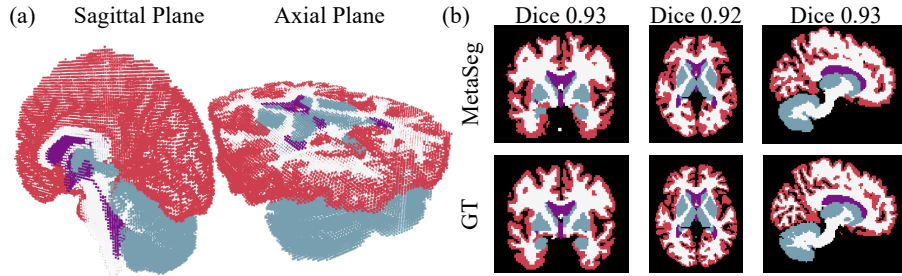 (a) Sagittal Plane Axial Plane
(b) Dice 0.93 Dice 0.92 Dice 0.93
MetaSeg
GT